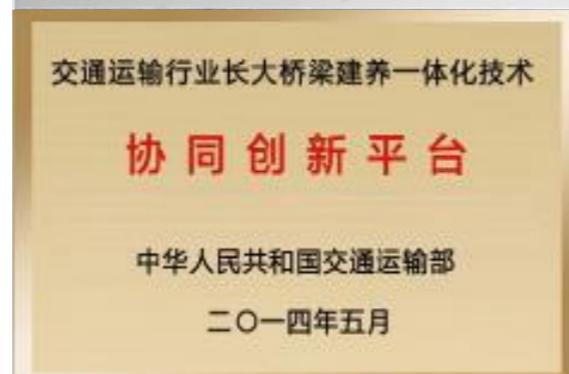 交通运输行业长大桥梁建养一体化技术
协同创新平台
中华人民共和国交通运输部
二〇一四年五月